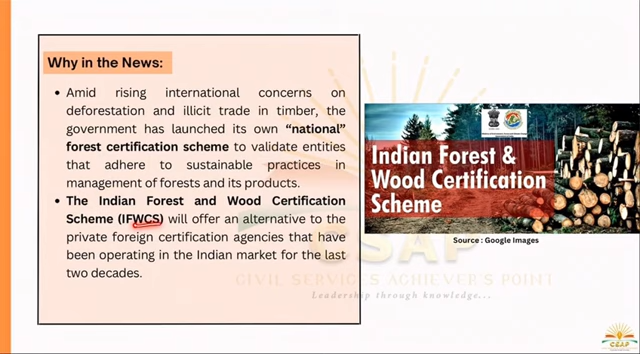 Why in the News:
• Amid rising international concerns on
deforestation and illicit trade in timber, the
government has launched its own “national”
forest certification scheme to validate entities
that adhere to sustainable practices in
management of forests and its products.
• The Indian Forest and Wood Certification
Scheme (IFWCS) will offer an alternative to the
private foreign certification agencies that have
been operating in the Indian market for the last
two decades.
Indian Forest &
Wood Certification
Scheme
Source : Google Images
CSAP
CIVIL SERVICES ACHIEVER'S POINT
Leadership through knowledge...
CSAP